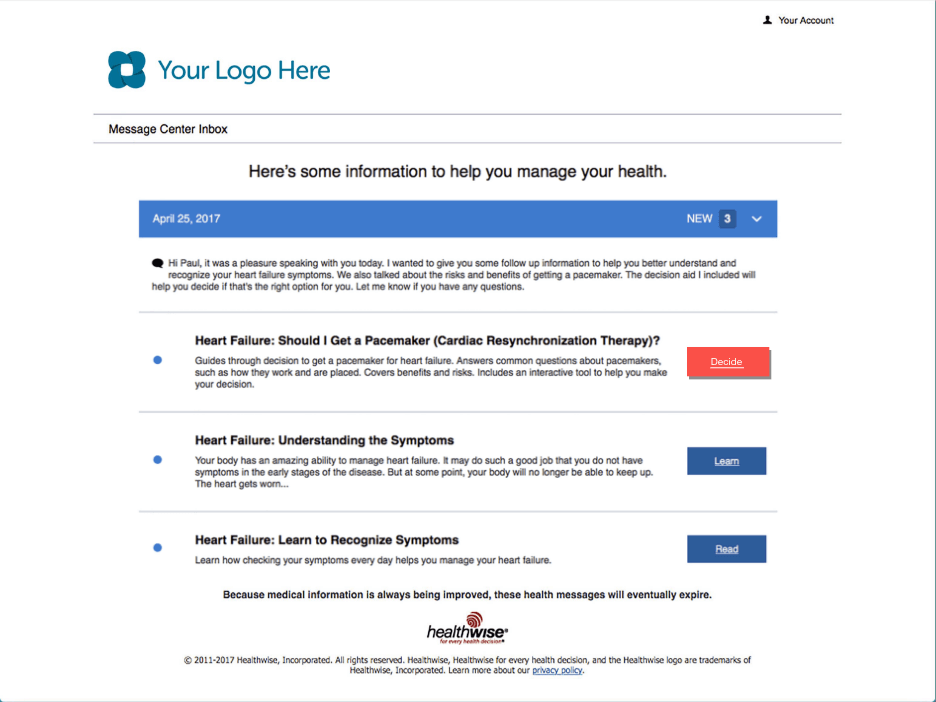 Your Account
Your Logo Here
Message Center Inbox
Here's some information to help you manage your health.
April 25, 2017 NEW 3
Hi Paul, it was a pleasure speaking with you today. I wanted to give you some follow up information to help you better understand and
recognize your heart failure symptoms. We also talked about the risks and benefits of getting a pacemaker. The decision aid I included will
help you decide if that's the right option for you. Let me know if you have any questions.
Heart Failure: Should I Get a Pacemaker (Cardiac Resynchronization Therapy)?
Guides through decision to get a pacemaker for heart failure. Answers common questions about pacemakers,
such as how they work and are placed. Covers benefits and risks. Includes an interactive tool to help you make
your decision.
Decide
Heart Failure: Understanding the Symptoms
Your body has an amazing ability to manage heart failure. It may do such a good job that you do not have
symptoms in the early stages of the disease. But at some point, your body will no longer be able to keep up.
The heart gets worn...
Learn
Heart Failure: Learn to Recognize Symptoms
Learn how checking your symptoms every day helps you manage your heart failure.
Read
Because medical information is always being improved, these health messages will eventually expire.
healthwise®
for every health decision®
© 2011-2017 Healthwise, Incorporated. All rights reserved. Healthwise, Healthwise for every health decision, and the Healthwise logo are trademarks of
Healthwise, Incorporated. Learn more about our privacy policy.